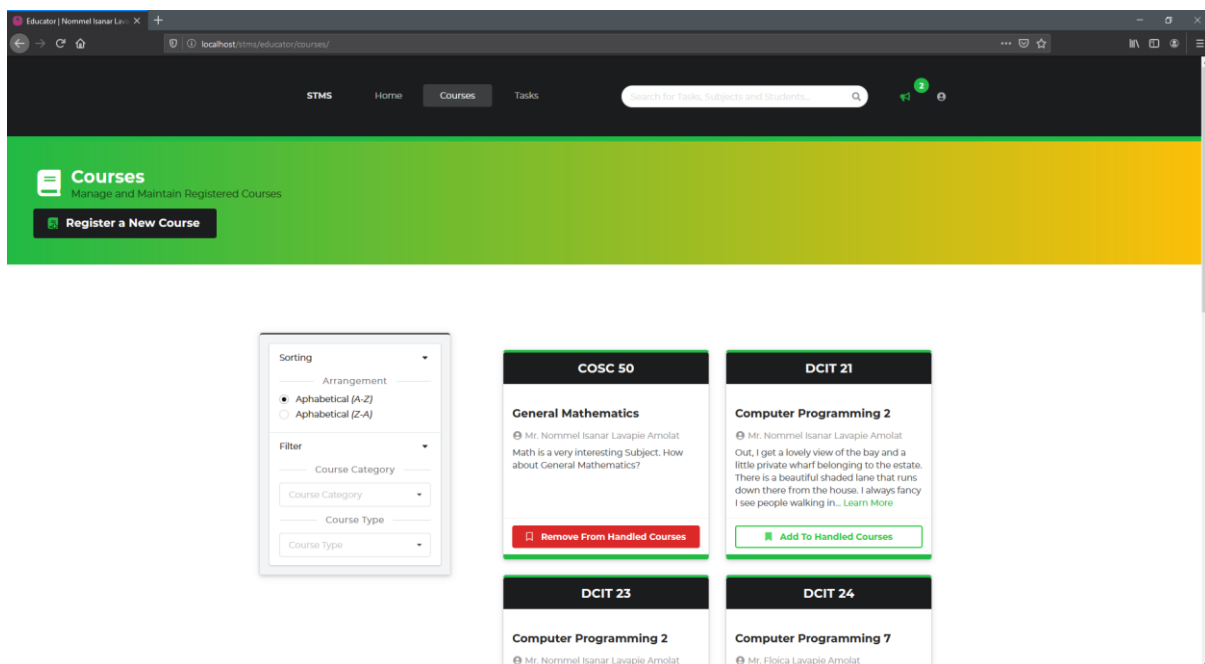 Educator | Nommel Isanar Lava
localhost/stms/educator/courses/
STMS Home Courses Tasks Search for Tasks, Subjects and Students... 2
Courses
Manage and Maintain Registered Courses
Register a New Course
Sorting
Arrangement
Aphabetical (A-Z)
Aphabetical (Z-A)
Filter
Course Category
Course Category
Course Type
Course Type
COSC 50
General Mathematics
Mr. Nommel Isanar Lavapie Amolat
Math is a very interesting Subject. How
about General Mathematics?
Remove From Handled Courses
DCIT 21
Computer Programming 2
Mr. Nommel Isanar Lavapie Amolat
Out, I get a lovely view of the bay and a
little private wharf belonging to the estate.
There is a beautiful shaded lane that runs
down there from the house. I always fancy
I see people walking in... Learn More
Add To Handled Courses
DCIT 23
Computer Programming 2
Mr. Nommel Isanar Lavapie Amolat
DCIT 24
Computer Programming 7
Mr. Floica Lavapie Amolat